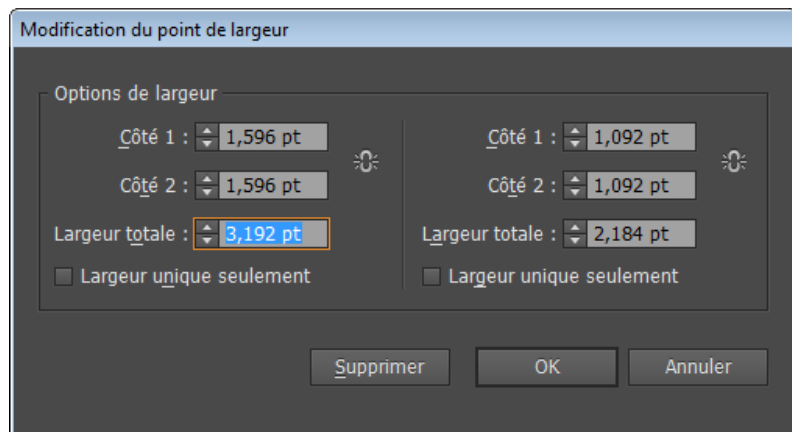 Modification du point de largeur
Options de largeur
Côté 1 : 1,596 pt Côté 1 : 1,092 pt
Côté 2 : 1,596 pt Côté 2 : 1,092 pt
Largeur totale : 3,192 pt Largeur totale : 2,184 pt
Largeur unique seulement Largeur unique seulement
Supprimer OK Annuler